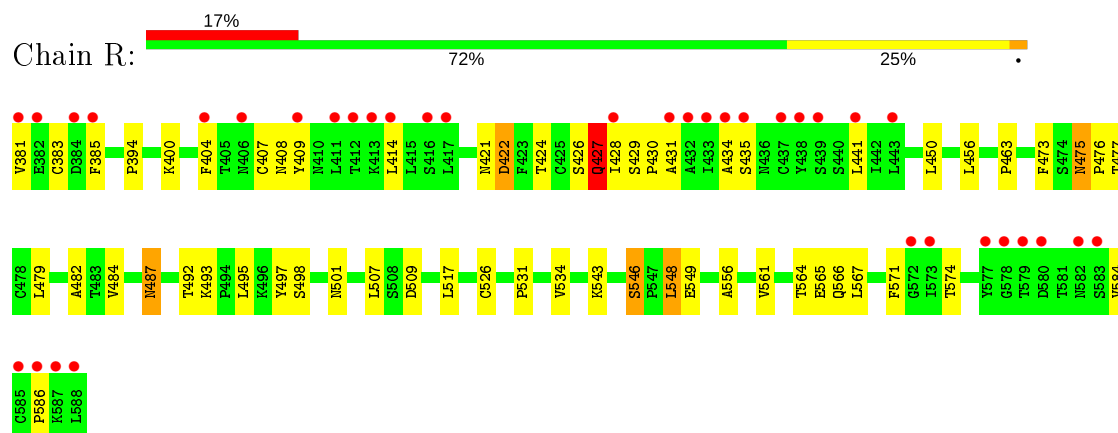 17%
Chain R:
72% 25% •
V381 E382 C383 D384 F385 P394 K400 F404 T405 N406 C407 N408 Y409 N410 L411 T412 K413 L414 L415 S416 L417 N421 D422 F423 T424 C425 S426 Q427 I428 S429 P430 A431 A432 I433 A434 S435 N436 C437 Y438 S439 S440 L441 I442 L443 L450 L456 P463 F473 S474 N475 P476 T477
C478 L479 A482 T483 V484 N487 T492 K493 P494 L495 K496 Y497 S498 N501 L507 S508 D509 L517 C526 P531 V534 K543 S546 P547 L548 E549 A556 V561 T564 E565 Q566 L567 F571 G572 I573 T574 Y577 G578 T579 D580 T581 N582 S583 V584
C585 P586 K587 L588